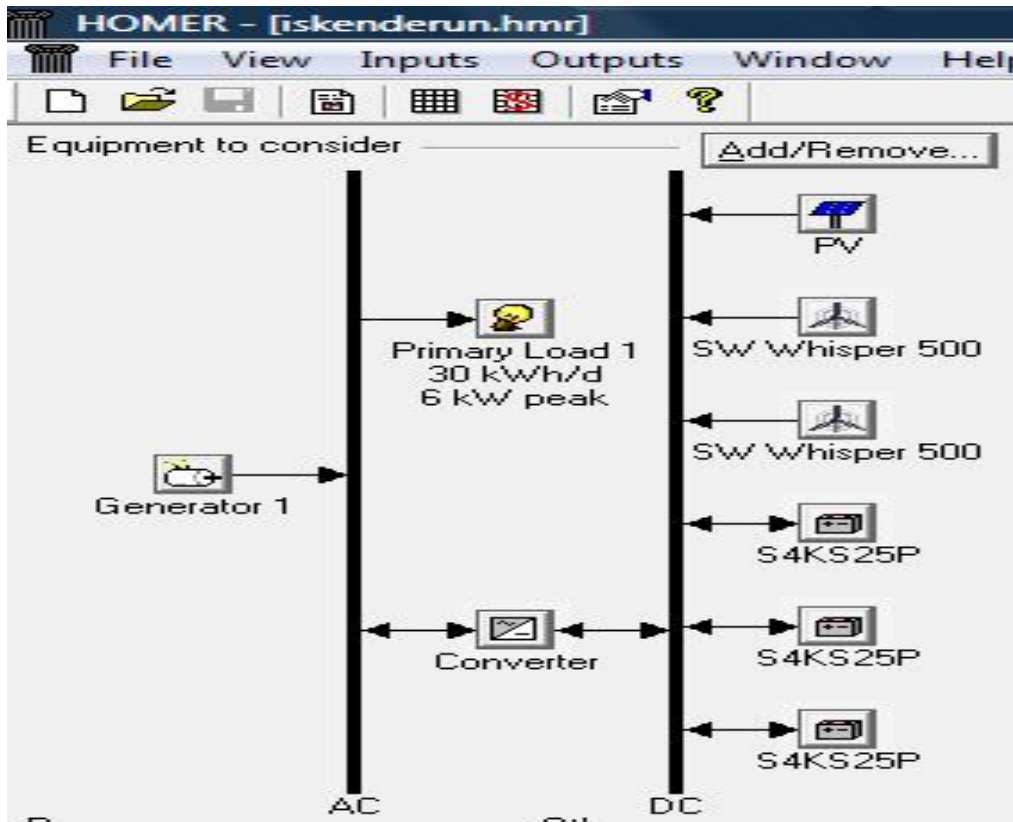 HOMER - [iskenderun.hmr]
File View Inputs Outputs Window Help
Equipment to consider
Add/Remove...
PV
Primary Load 1
30 kWh/d
6 kW peak
SW Whisper 500
SW Whisper 500
Generator 1
S4KS25P
Converter
S4KS25P
S4KS25P
AC
DC